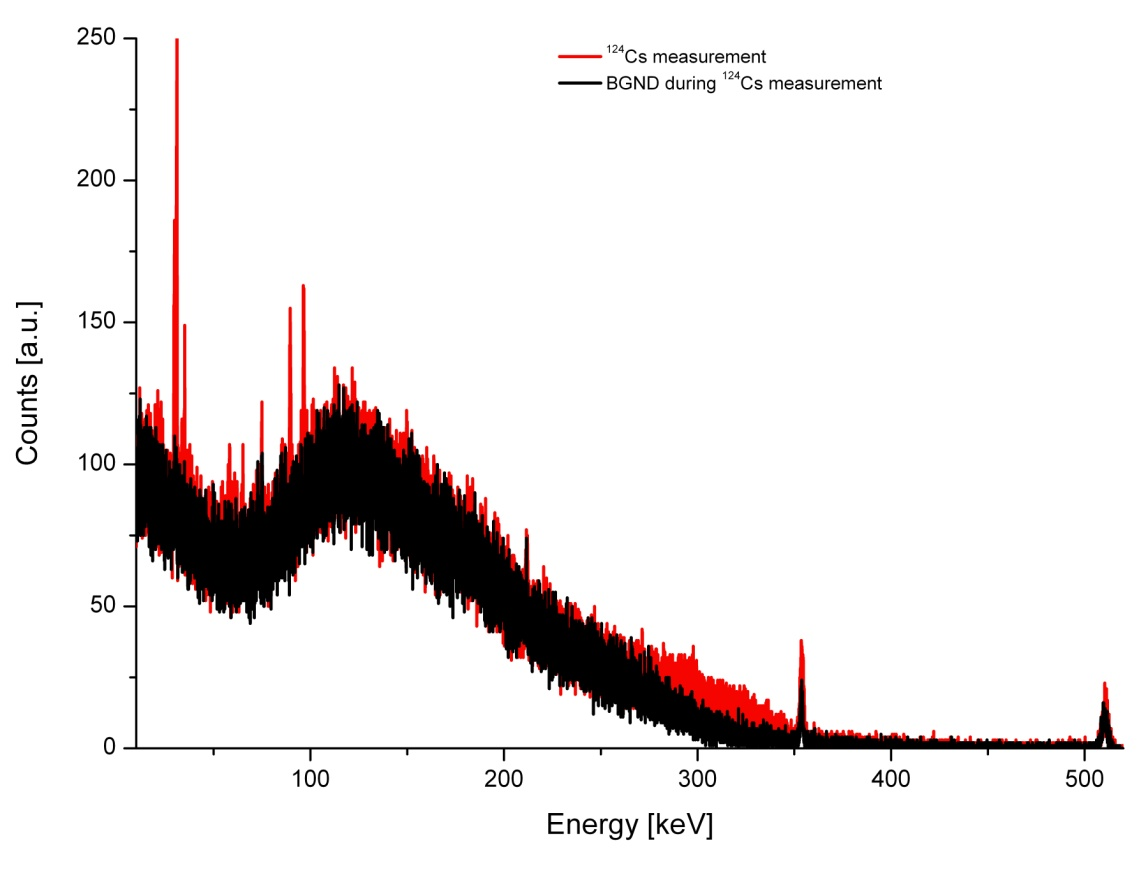 ¹²⁴Cs measurement
BGND during ¹²⁴Cs measurement
250
200
150
100
50
0
Counts [a.u.]
100 200 300 400 500
Energy [keV]